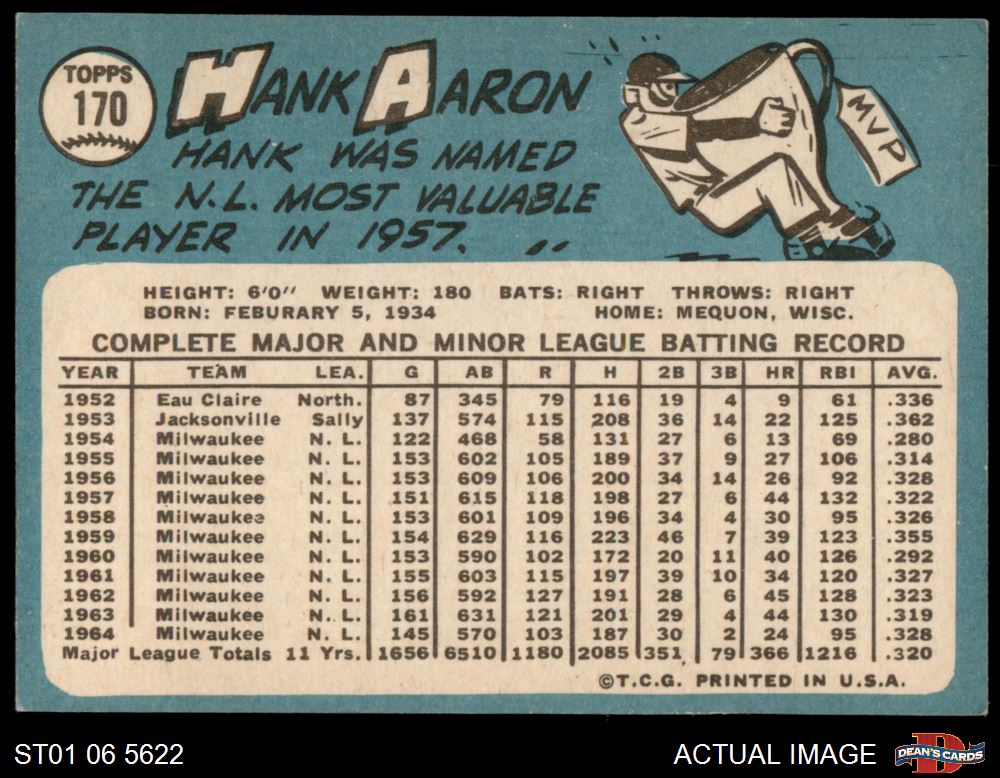 TOPPS
170
HANK AARON
HANK WAS NAMED
THE N.L. MOST VALUABLE
PLAYER IN 1957.
MVP
HEIGHT: 6'0" WEIGHT: 180 BATS: RIGHT THROWS: RIGHT
BORN: FEBURARY 5, 1934 HOME: MEQUON, WISC.
COMPLETE MAJOR AND MINOR LEAGUE BATTING RECORD
YEAR TEAM LEA. G AB R H 2B 3B HR RBI AVG.
1952 Eau Claire North. 87 345 79 116 19 4 9 61 .336
1953 Jacksonville Sally 137 574 115 208 36 14 22 125 .362
1954 Milwaukee N. L. 122 468 58 131 27 6 13 69 .280
1955 Milwaukee N. L. 153 602 105 189 37 9 27 106 .314
1956 Milwaukee N. L. 153 609 106 200 34 14 26 92 .328
1957 Milwaukee N. L. 151 615 118 198 27 6 44 132 .322
1958 Milwaukee N. L. 153 601 109 196 34 4 30 95 .326
1959 Milwaukee N. L. 154 629 116 223 46 7 39 123 .355
1960 Milwaukee N. L. 153 590 102 172 20 11 40 126 .292
1961 Milwaukee N. L. 155 603 115 197 39 10 34 120 .327
1962 Milwaukee N. L. 156 592 127 191 28 6 45 128 .323
1963 Milwaukee N. L. 161 631 121 201 29 4 44 130 .319
1964 Milwaukee N. L. 145 570 103 187 30 2 24 95 .328
Major League Totals 11 Yrs. 1656 6510 1180 2085 351 79 366 1216 .320
©T.C.G. PRINTED IN U.S.A.
ST01 06 5622
ACTUAL IMAGE
DEAN'S CARDS